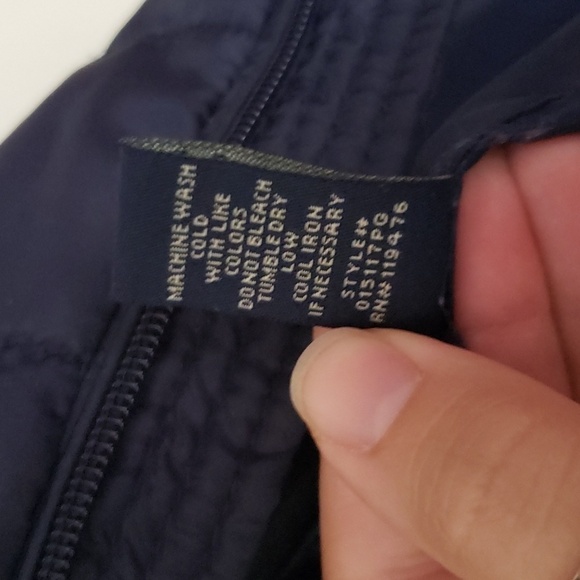 MACHINE WASH
COLD
WITH LIKE
COLORS
DO NOT BLEACH
TUMBLE DRY
LOW
COOL IRON
IF NECESSARY
STYLE#
015117PG
RN#119476